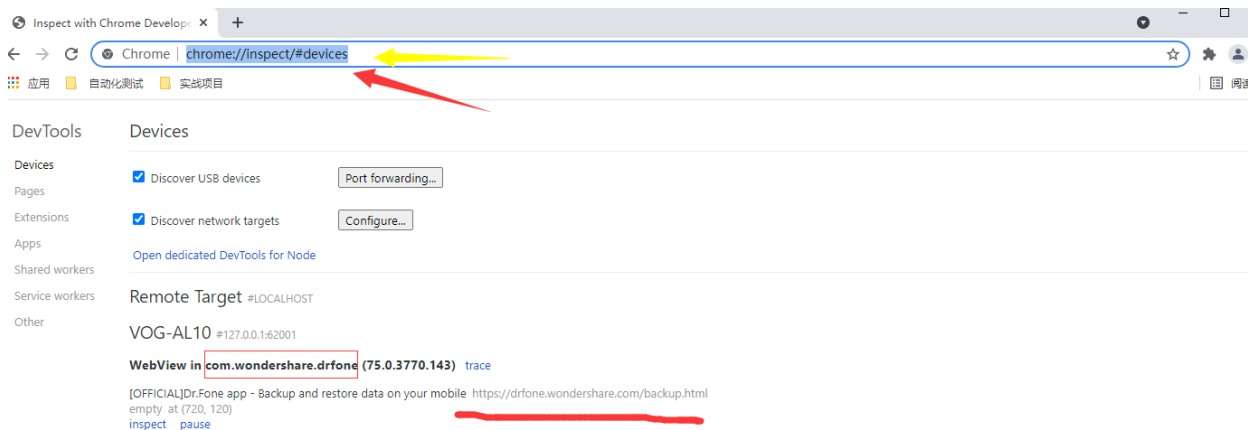 Inspect with Chrome Develope
Chrome | chrome://inspect/#devices
应用 自动化测试 实战项目
DevTools
Devices
Pages
Extensions
Apps
Shared workers
Service workers
Other
Devices
Discover USB devices Port forwarding...
Discover network targets Configure...
Open dedicated DevTools for Node
Remote Target #LOCALHOST
VOG-AL10 #127.0.0.1:62001
WebView in com.wondershare.drfone (75.0.3770.143) trace
[OFFICIAL]Dr.Fone app - Backup and restore data on your mobile https://drfone.wondershare.com/backup.html
empty at (720, 120)
inspect pause